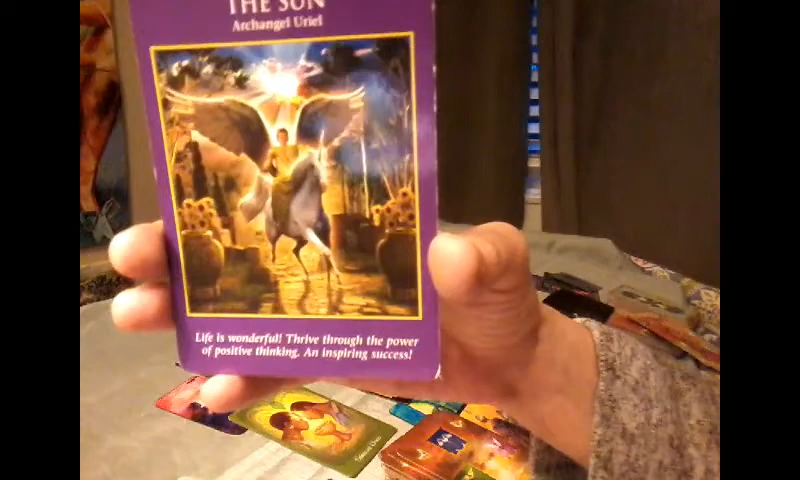 THE SUN
Archangel Uriel
Life is wonderful! Thrive through the power
of positive thinking. An inspiring success!